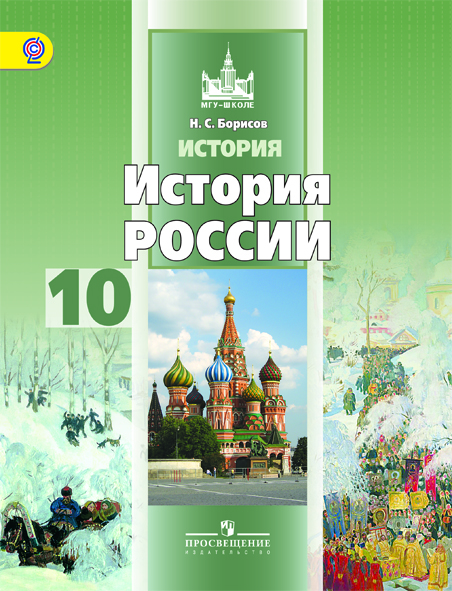 МГУ-ШКОЛЕ
Н. С. Борисов
ИСТОРИЯ
История
РОССИИ
10
ПРОСВЕЩЕНИЕ
ИЗДАТЕЛЬСТВО